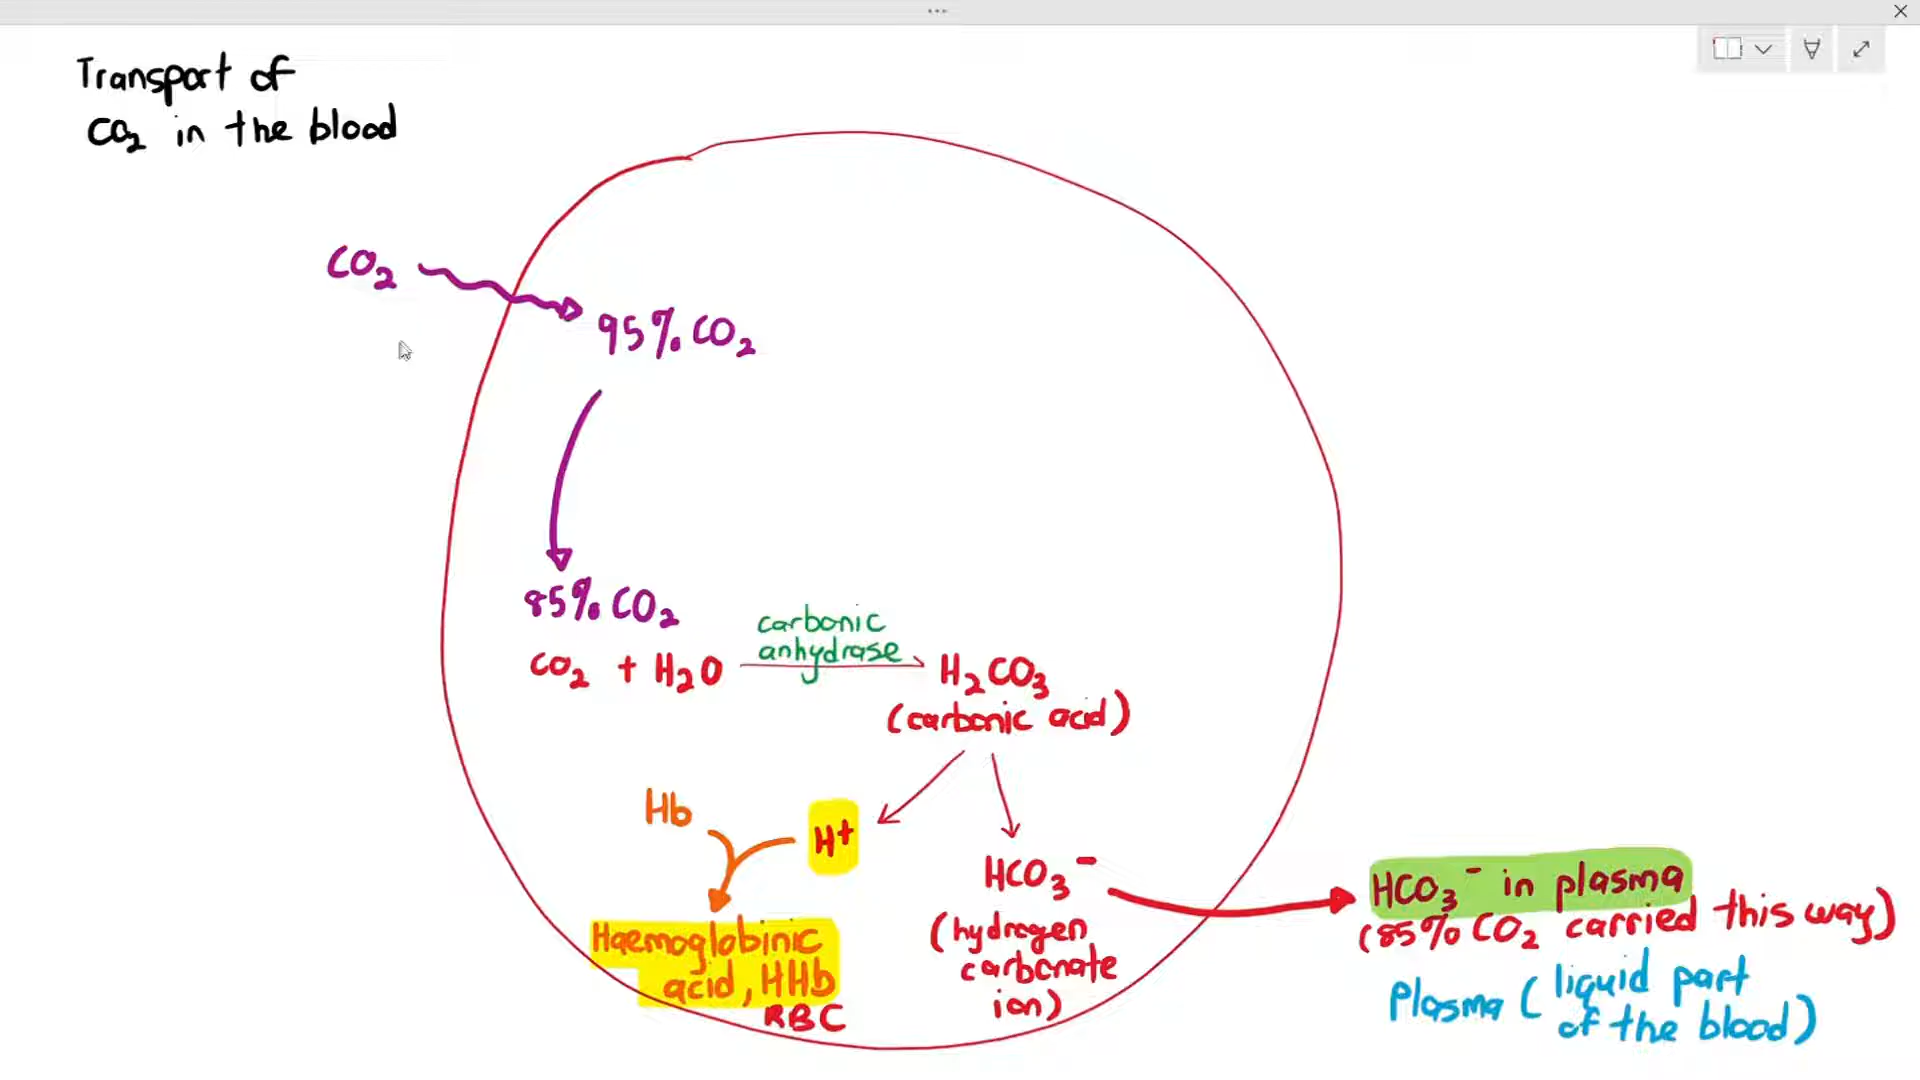 Transport of
CO₂ in the blood
CO₂
95% CO₂
85% CO₂
carbonic
anhydrase
CO₂ + H₂O
H₂CO₃
(carbonic acid)
Hb
H⁺
HCO₃⁻
(hydrogen
carbonate
ion)
Haemoglobinic
acid, HHb
RBC
HCO₃⁻ in plasma
(85% CO₂ carried this way)
Plasma (liquid part
of the blood)